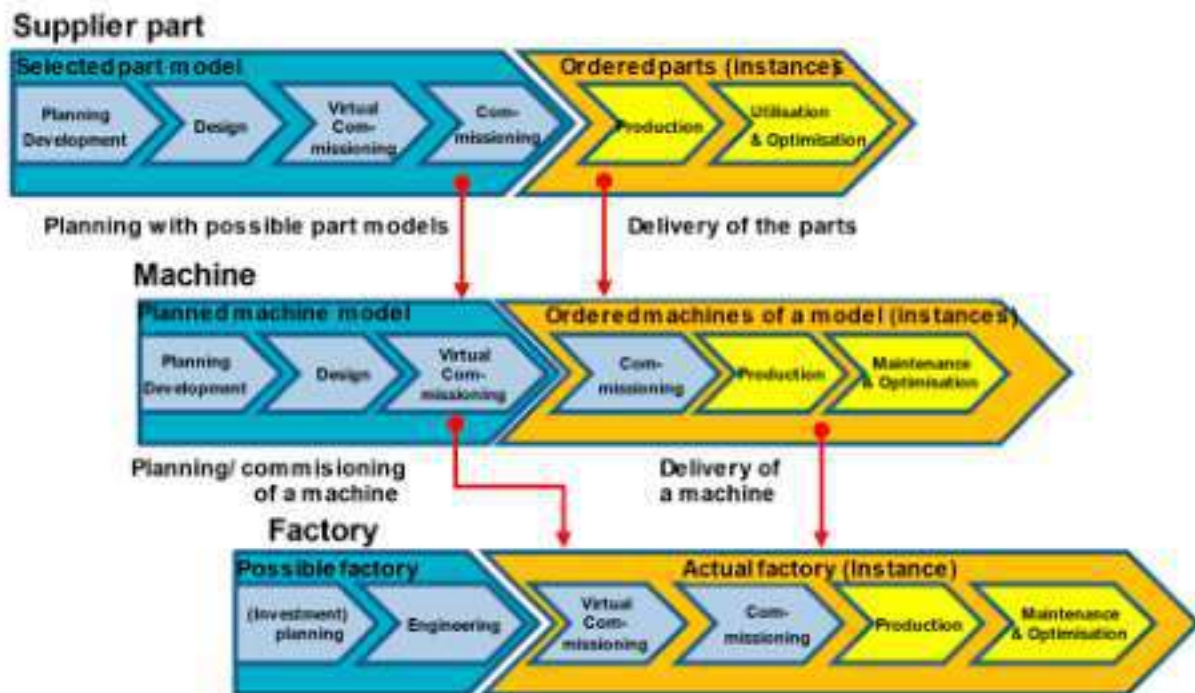 Supplier part
Selected part model
Ordered parts (instances)
Planning
Development
Design
Virtual
Com-
missioning
Com-
missioning
Production
Utilisation
& Optimisation
Planning with possible part models
Delivery of the parts
Machine
Planned machine model
Ordered machines of a model (instances)
Planning
Development
Design
Virtual
Com-
missioning
Com-
missioning
Production
Maintenance
& Optimisation
Planning/ commisioning
of a machine
Delivery of
a machine
Factory
Possible factory
Actual factory (Instance)
(Investment)
planning
Engineering
Virtual
Com-
missioning
Com-
missioning
Production
Maintenance
& Optimisation